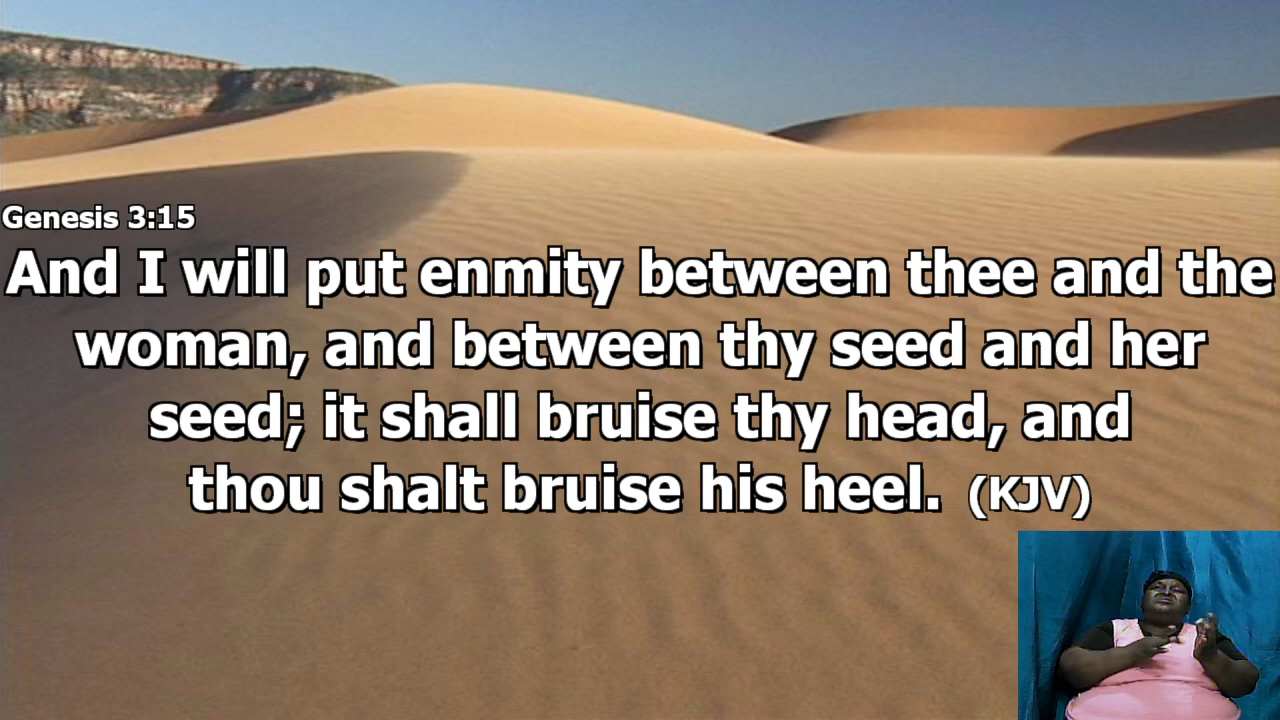 Genesis 3:15
And I will put enmity between thee and the
woman, and between thy seed and her
seed; it shall bruise thy head, and
thou shalt bruise his heel. (KJV)